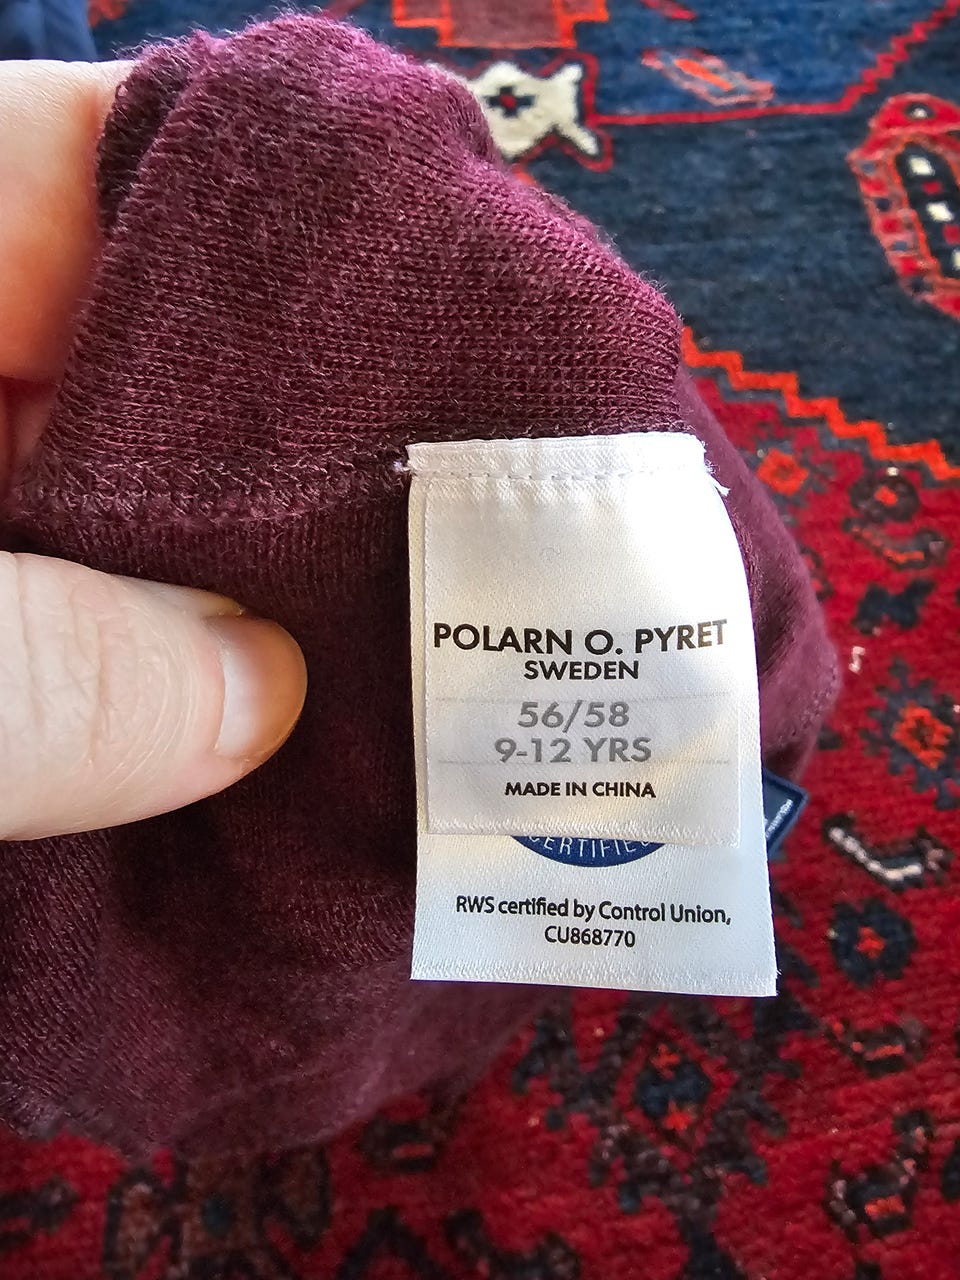 POLARN O. PYRET
SWEDEN
56/58
9-12 YRS
MADE IN CHINA
CERTIFIED
RWS certified by Control Union,
CU868770